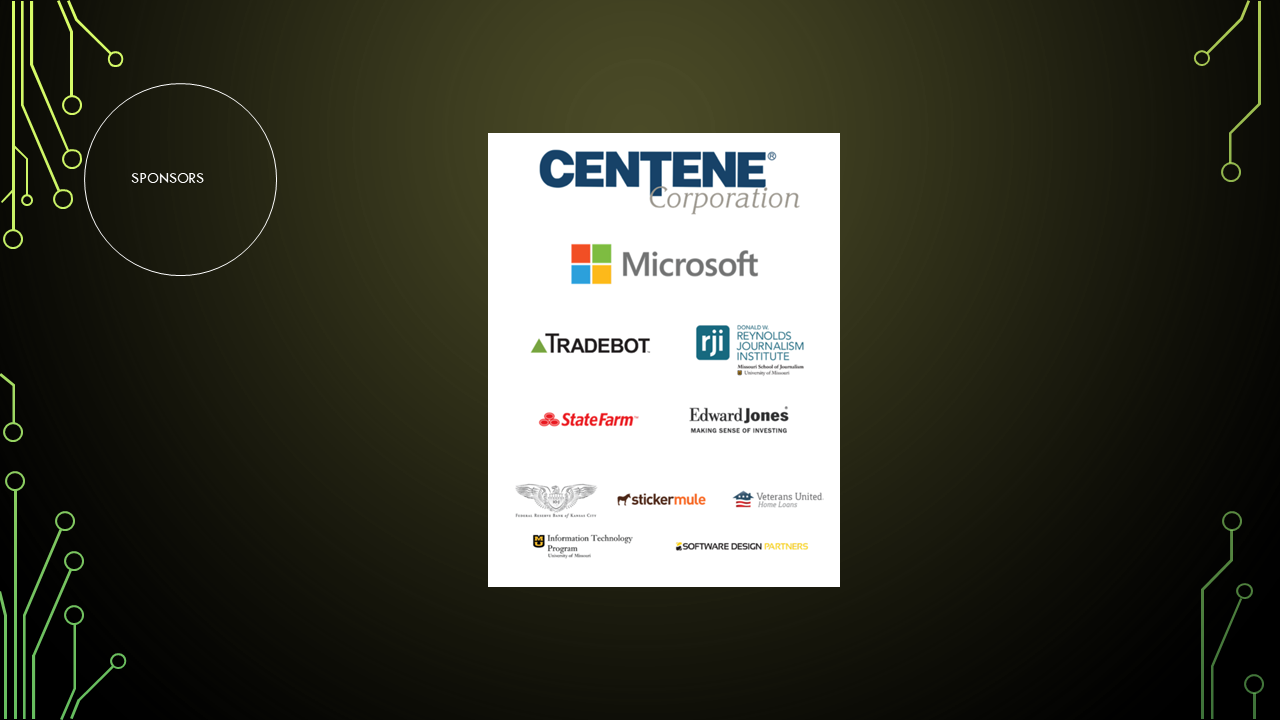 SPONSORS
CENTENE®
Corporation
Microsoft
TRADEBOT
DONALD W.
REYNOLDS
JOURNALISM
INSTITUTE
rji
Missouri School of Journalism
University of Missouri
StateFarm™
Edward Jones®
MAKING SENSE OF INVESTING
FEDERAL RESERVE BANK of KANSAS CITY
stickermule
Veterans United
Home Loans
Information Technology
Program
University of Missouri
SOFTWARE DESIGN PARTNERS